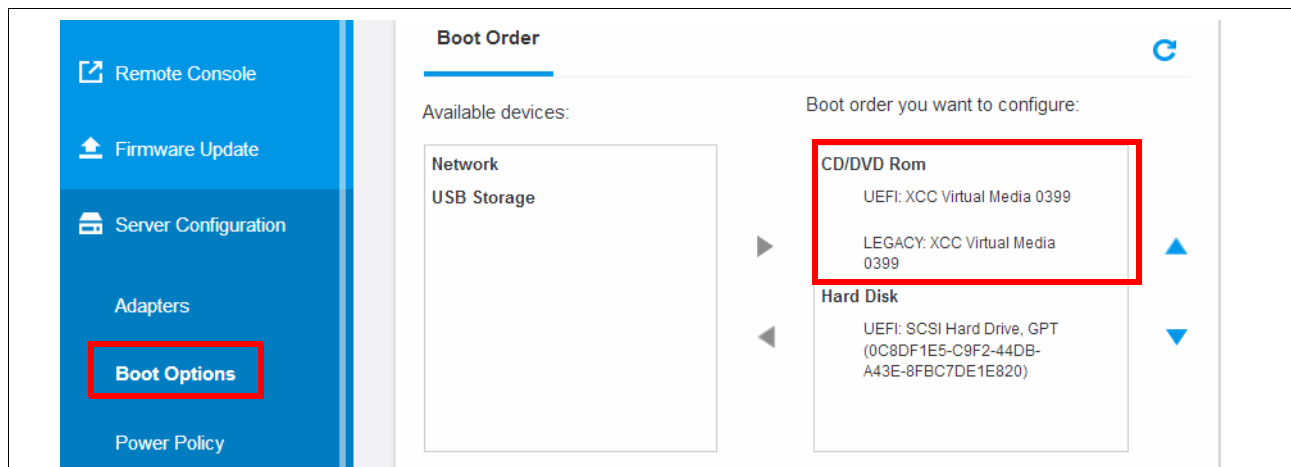 Remote Console
Firmware Update
Server Configuration
Adapters
Boot Options
Power Policy
Boot Order
Available devices:
Network
USB Storage
Boot order you want to configure:
CD/DVD Rom
UEFI: XCC Virtual Media 0399
LEGACY: XCC Virtual Media
0399
Hard Disk
UEFI: SCSI Hard Drive, GPT
(0C8DF1E5-C9F2-44DB-
A43E-8FBC7DE1E820)